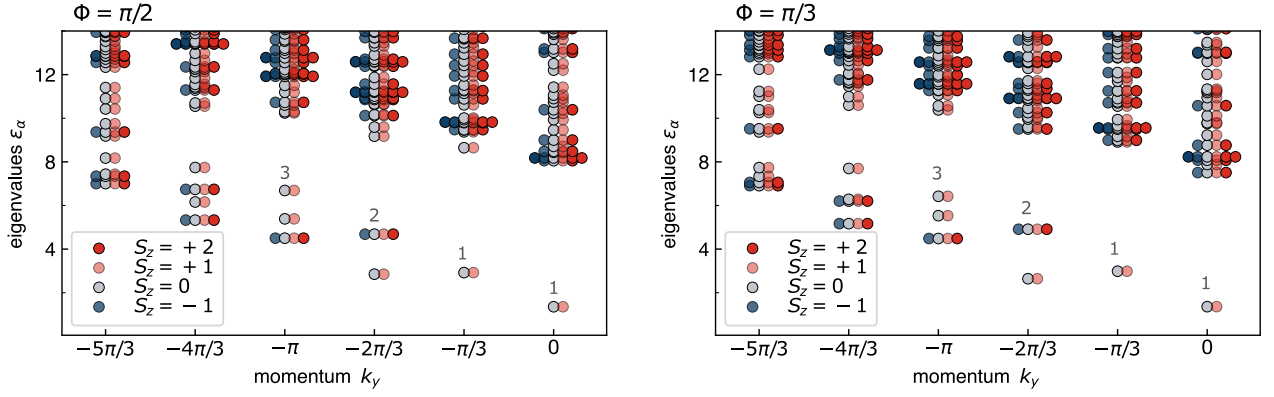 Φ = π/2
eigenvalues ε_α
12
8
4
3
2
1
1
S_z = + 2
S_z = + 1
S_z = 0
S_z = − 1
−5π/3 −4π/3 −π −2π/3 −π/3 0
momentum k_y
Φ = π/3
eigenvalues ε_α
12
8
4
3
2
1
1
S_z = + 2
S_z = + 1
S_z = 0
S_z = − 1
−5π/3 −4π/3 −π −2π/3 −π/3 0
momentum k_y